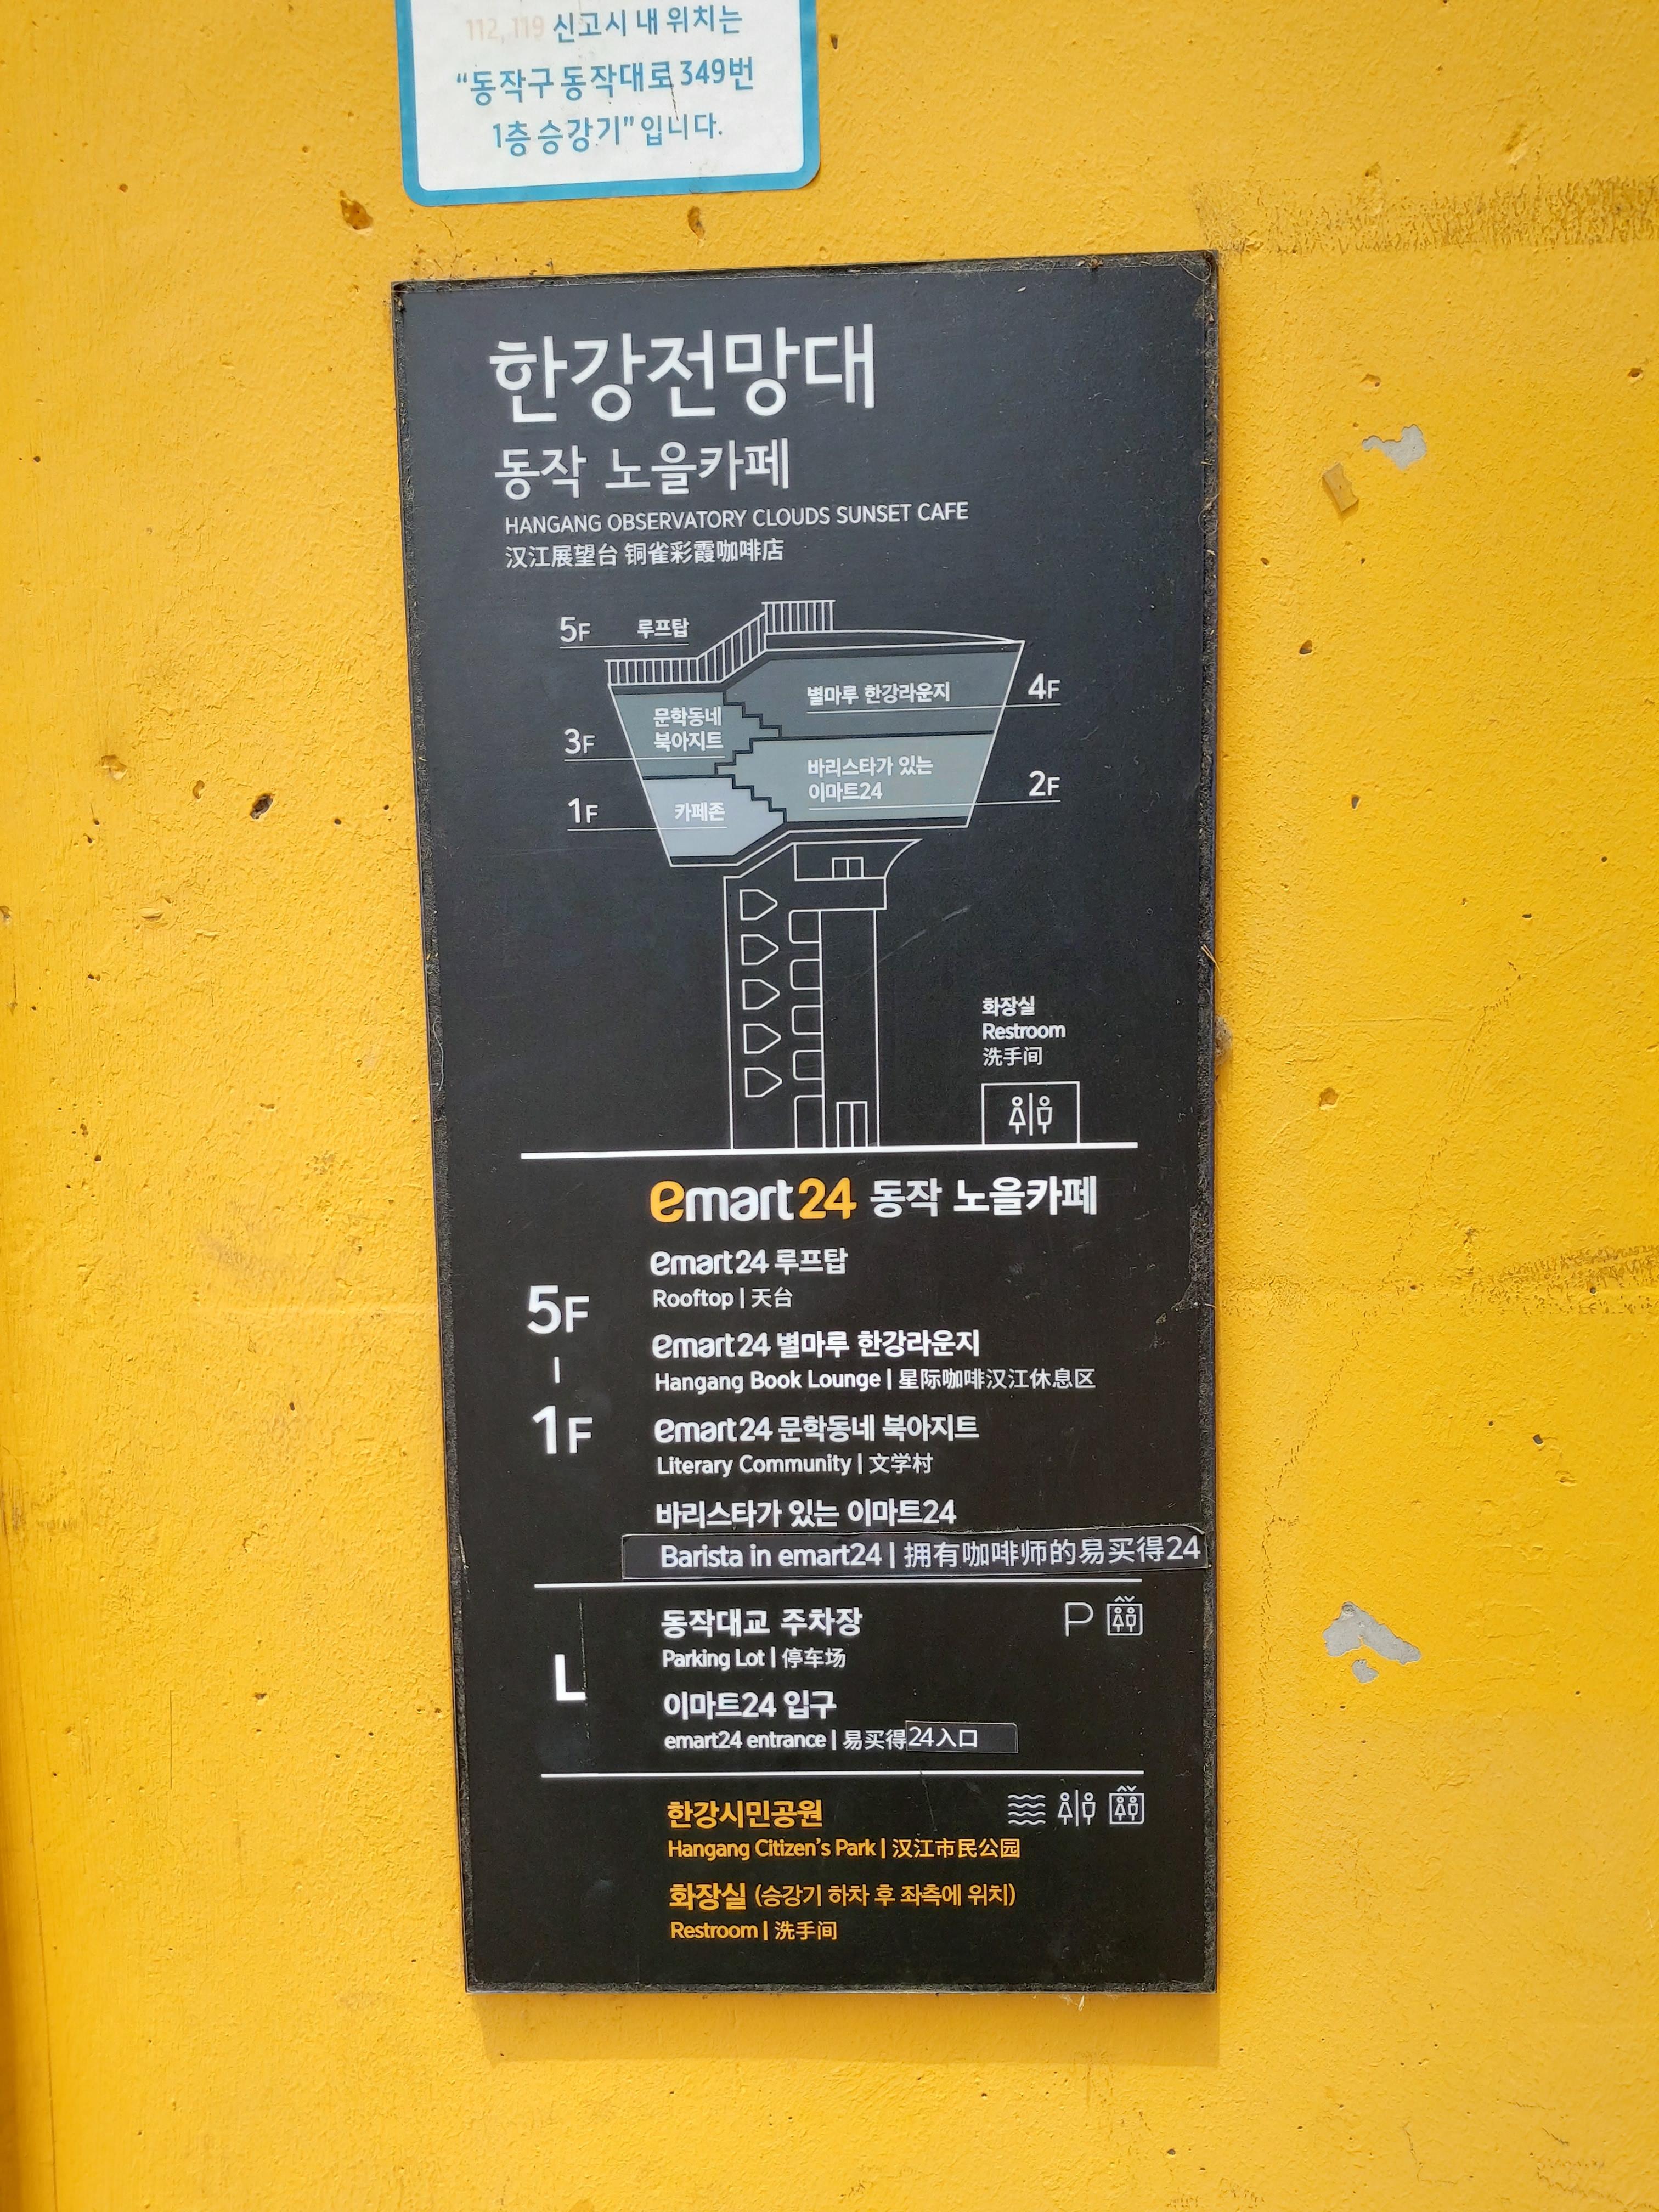 112, 119 신고시 내 위치는
“동작구 동작대로 349번
1층 승강기” 입니다.
한강전망대
동작 노을카페
HANGANG OBSERVATORY CLOUDS SUNSET CAFE
汉江展望台 铜雀彩霞咖啡店
5F 루프탑
별마루 한강라운지 4F
문학동네
3F 북아지트
바리스타가 있는
이마트24 2F
1F 카페존
화장실
Restroom
洗手间
emart24 동작 노을카페
5F
|
1F
emart24 루프탑
Rooftop | 天台
emart24 별마루 한강라운지
Hangang Book Lounge | 星际咖啡汉江休息区
emart24 문학동네 북아지트
Literary Community | 文学村
바리스타가 있는 이마트24
Barista in emart24 | 拥有咖啡师的易买得24
L
동작대교 주차장 P
Parking Lot | 停车场
이마트24 입구
emart24 entrance | 易买得24入口
한강시민공원
Hangang Citizen’s Park | 汉江市民公园
화장실 (승강기 하차 후 좌측에 위치)
Restroom | 洗手间